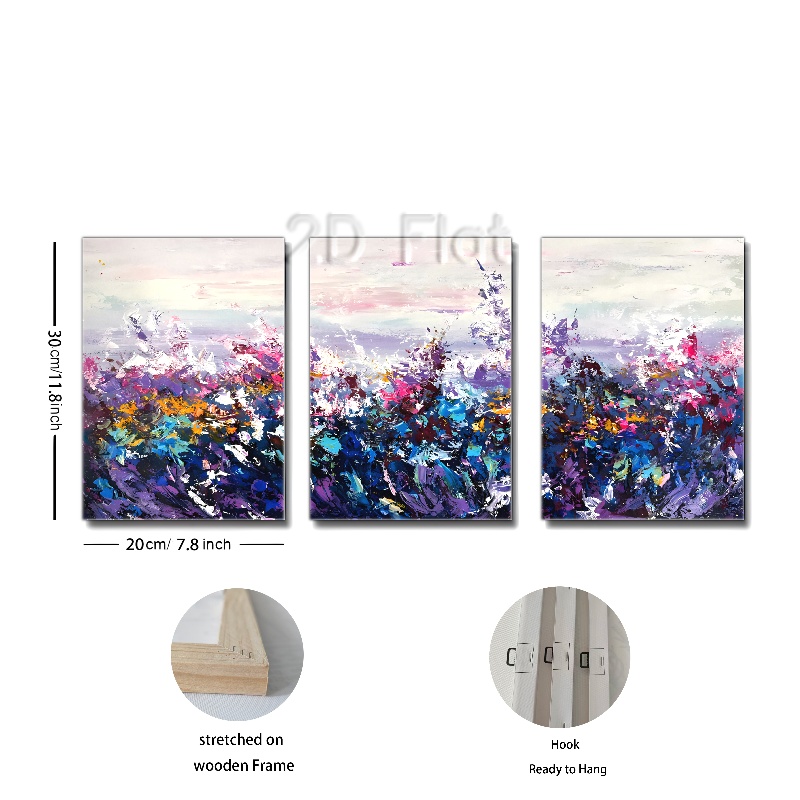 2D Flat
30cm/11.8inch
20cm/ 7.8 inch
stretched on
wooden Frame
Hook
Ready to Hang